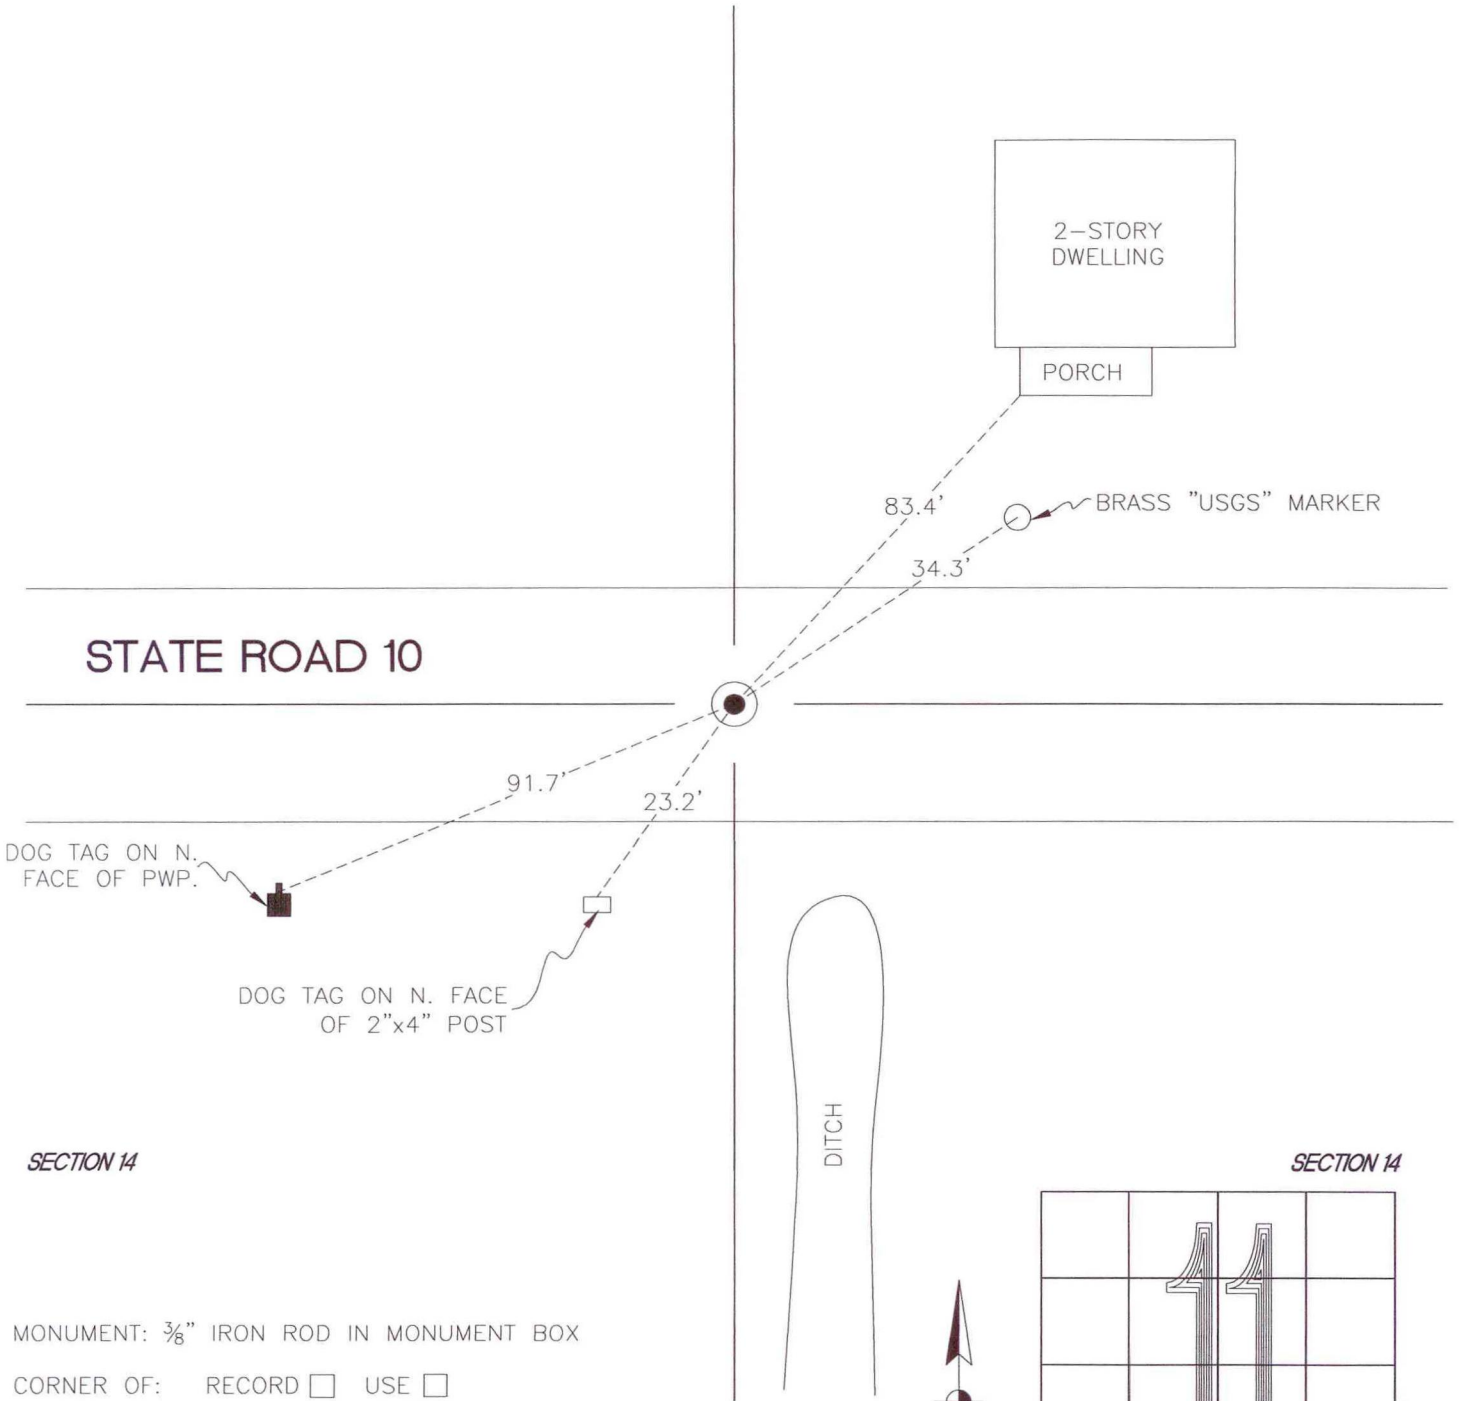 2-STORY
DWELLING
PORCH
83.4'
BRASS "USGS" MARKER
34.3'
STATE ROAD 10
91.7'
23.2'
DOG TAG ON N.
FACE OF PWP.
DOG TAG ON N. FACE
OF 2"x4" POST
DITCH
SECTION 14
SECTION 14
11
MONUMENT: 3/8" IRON ROD IN MONUMENT BOX
CORNER OF: RECORD □ USE □